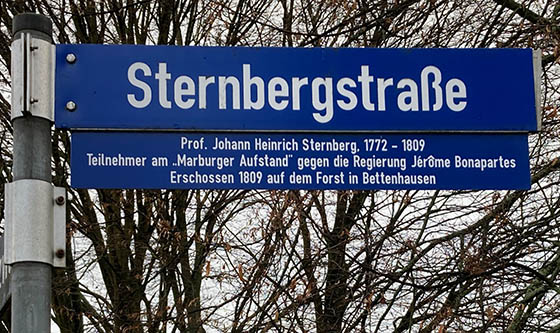 Sternbergstraße
Prof. Johann Heinrich Sternberg, 1772 - 1809
Teilnehmer am „Marburger Aufstand" gegen die Regierung Jérôme Bonapartes
Erschossen 1809 auf dem Forst in Bettenhausen